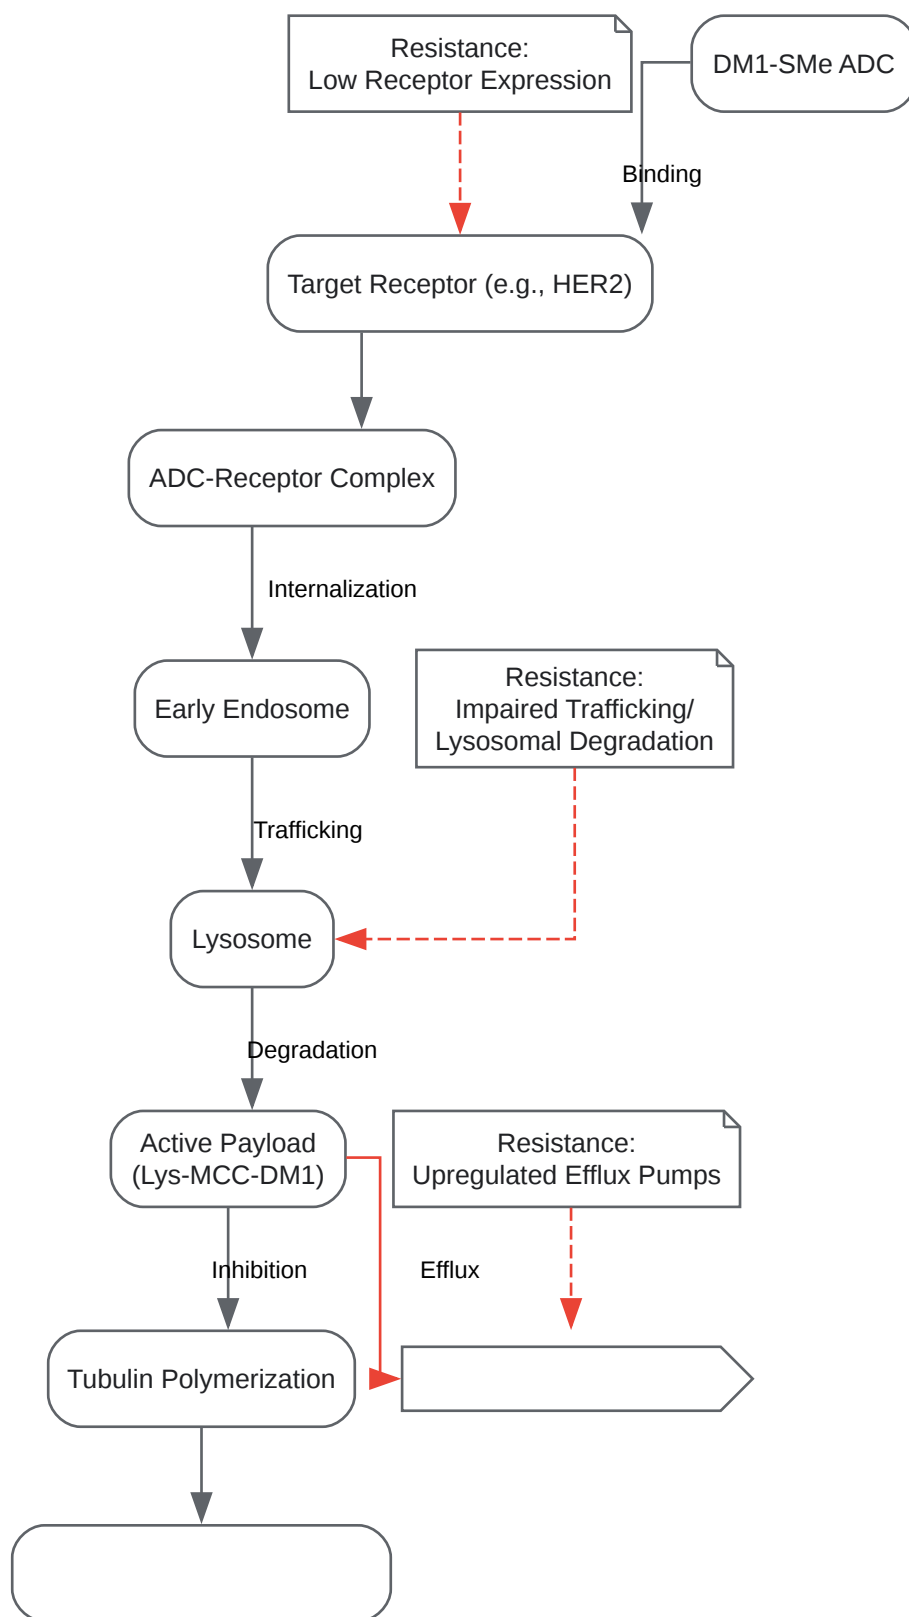 Resistance:
Low Receptor Expression
DM1-SMe ADC
Binding
Target Receptor (e.g., HER2)
ADC-Receptor Complex
Internalization
Early Endosome
Resistance:
Impaired Trafficking/
Lysosomal Degradation
Trafficking
Lysosome
Degradation
Active Payload
(Lys-MCC-DM1)
Resistance:
Upregulated Efflux Pumps
Inhibition
Efflux
Tubulin Polymerization